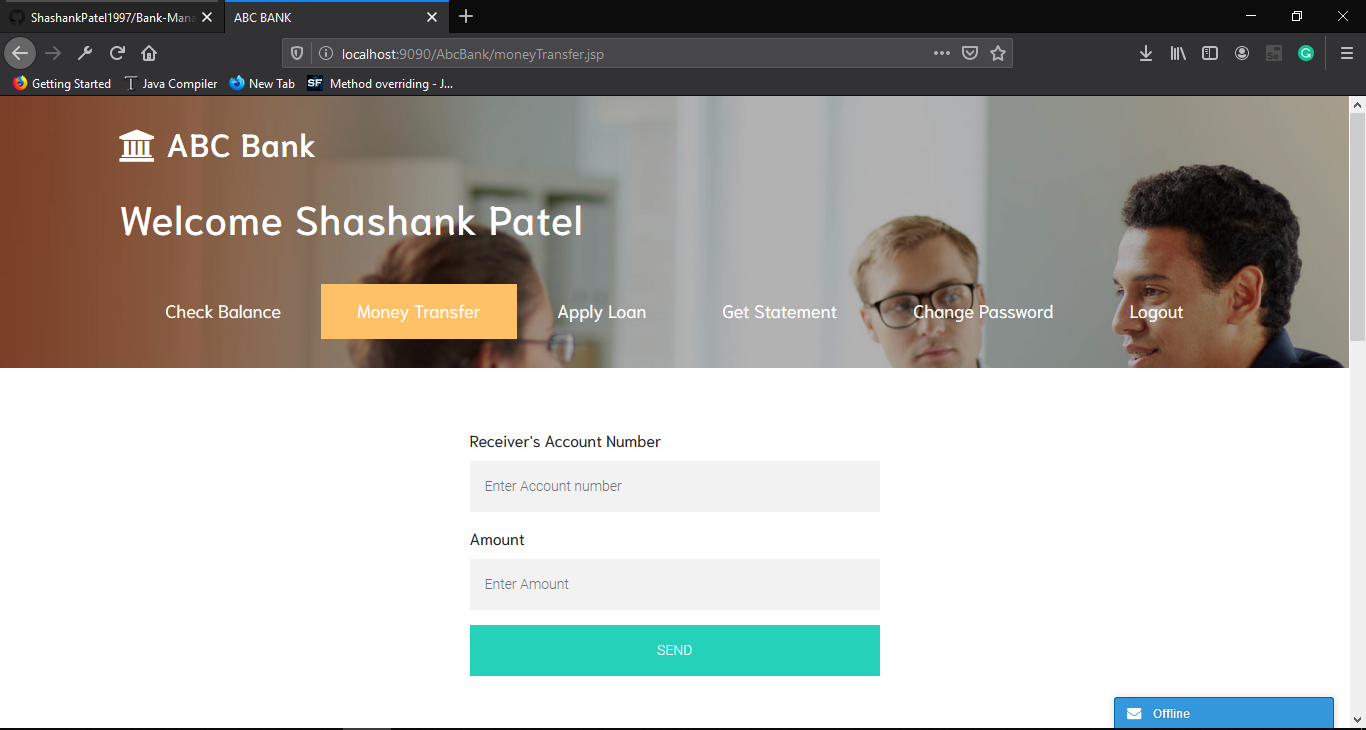 ShashankPatel1997/Bank-Mana
ABC BANK
localhost:9090/AbcBank/moneyTransfer.jsp
Getting Started
Java Compiler
New Tab
SF Method overriding - J...
ABC Bank
Welcome Shashank Patel
Check Balance
Money Transfer
Apply Loan
Get Statement
Change Password
Logout
Receiver's Account Number
Enter Account number
Amount
Enter Amount
SEND
Offline